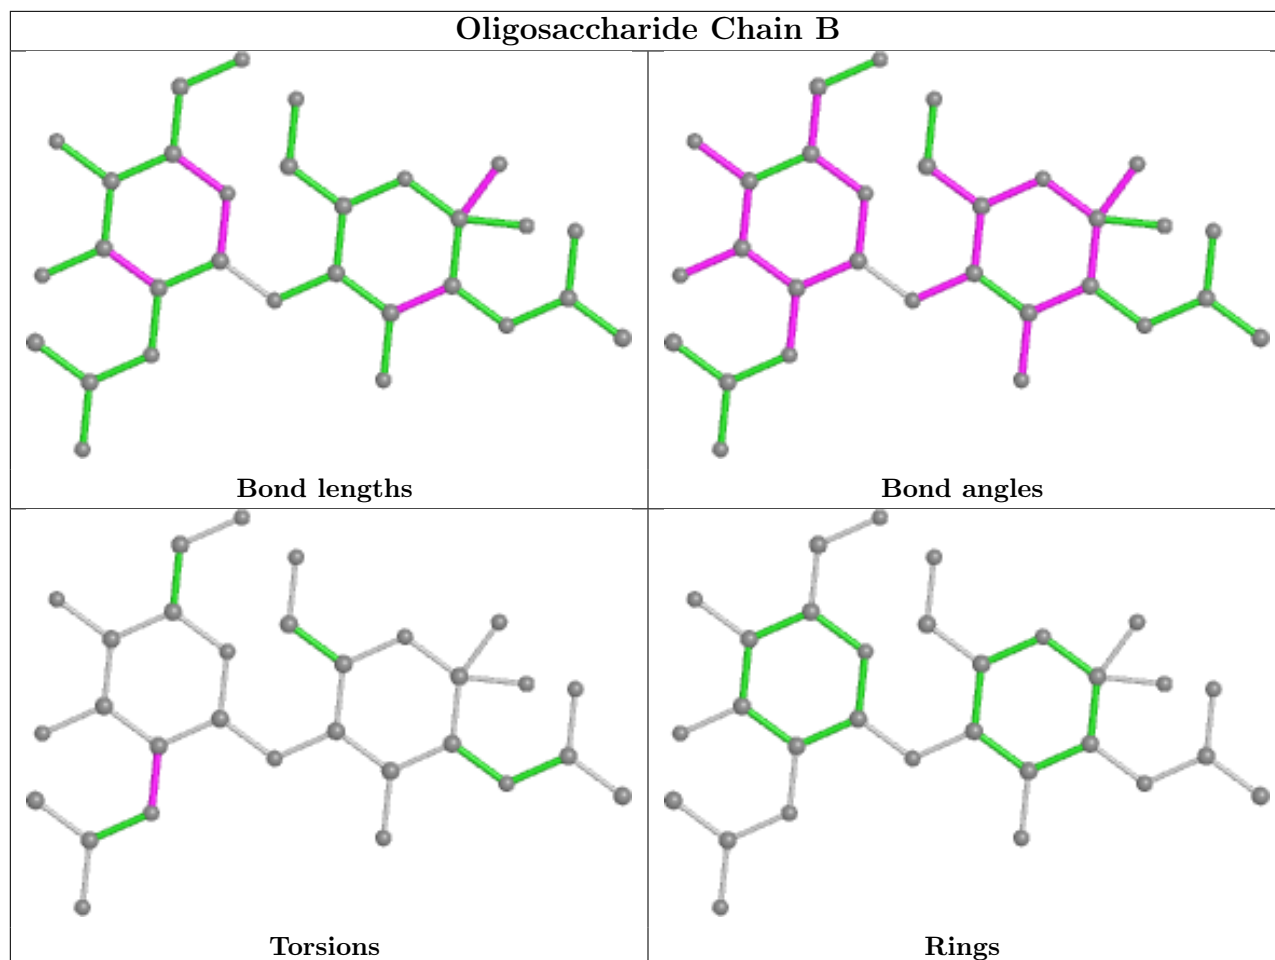 Oligosaccharide Chain B
Bond lengths
Bond angles
Torsions
Rings